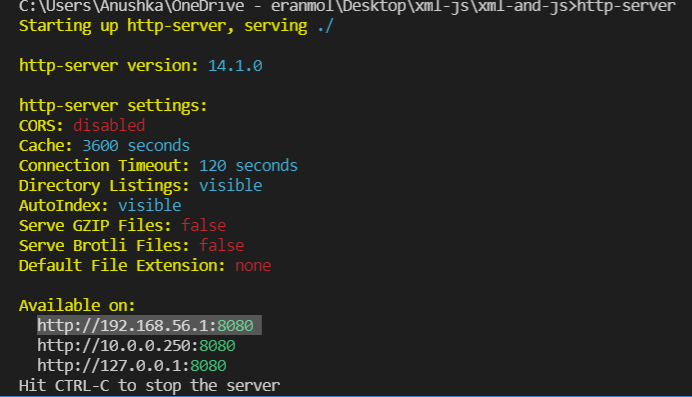 C:\Users\Anushka\OneDrive - eranmol\Desktop\xml-js\xml-and-js>http-server
Starting up http-server, serving ./
http-server version: 14.1.0
http-server settings:
CORS: disabled
Cache: 3600 seconds
Connection Timeout: 120 seconds
Directory Listings: visible
AutoIndex: visible
Serve GZIP Files: false
Serve Brotli Files: false
Default File Extension: none
Available on:
http://192.168.56.1:8080
http://10.0.0.250:8080
http://127.0.0.1:8080
Hit CTRL-C to stop the server